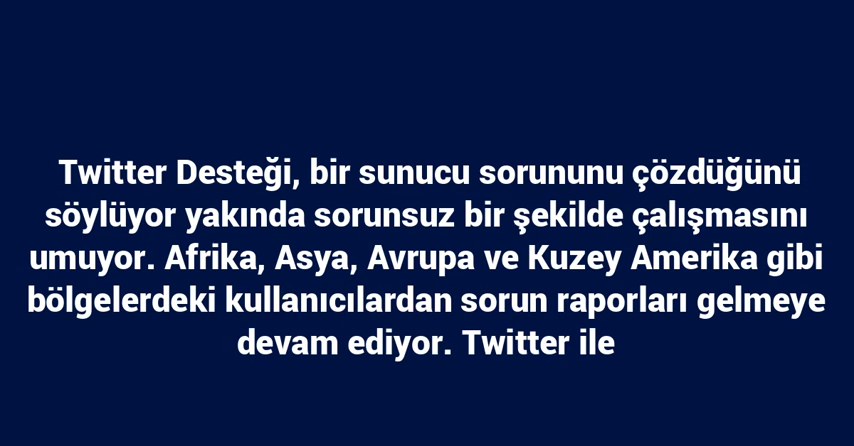 Twitter Desteği, bir sunucu sorununu çözdüğünü
söylüyor yakında sorunsuz bir şekilde çalışmasını
umuyor. Afrika, Asya, Avrupa ve Kuzey Amerika gibi
bölgelerdeki kullanıcılardan sorun raporları gelmeye
devam ediyor. Twitter ile